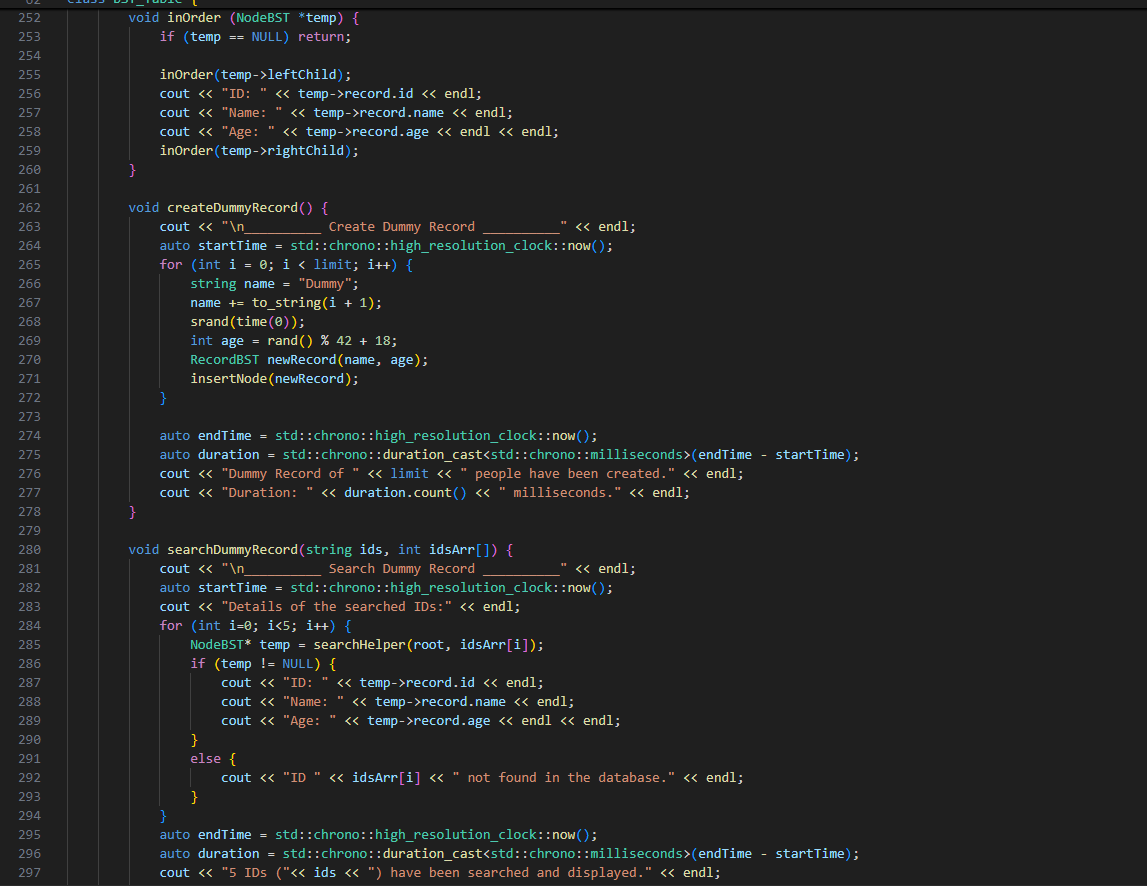 62 class BST_Table {
252 void inOrder (NodeBST *temp) {
253 if (temp == NULL) return;
254
255 inOrder(temp->leftChild);
256 cout << "ID: " << temp->record.id << endl;
257 cout << "Name: " << temp->record.name << endl;
258 cout << "Age: " << temp->record.age << endl << endl;
259 inOrder(temp->rightChild);
260 }
261
262 void createDummyRecord() {
263 cout << "\n__________ Create Dummy Record __________" << endl;
264 auto startTime = std::chrono::high_resolution_clock::now();
265 for (int i = 0; i < limit; i++) {
266 string name = "Dummy";
267 name += to_string(i + 1);
268 srand(time(0));
269 int age = rand() % 42 + 18;
270 RecordBST newRecord(name, age);
271 insertNode(newRecord);
272 }
273
274 auto endTime = std::chrono::high_resolution_clock::now();
275 auto duration = std::chrono::duration_cast<std::chrono::milliseconds>(endTime - startTime);
276 cout << "Dummy Record of " << limit << " people have been created." << endl;
277 cout << "Duration: " << duration.count() << " milliseconds." << endl;
278 }
279
280 void searchDummyRecord(string ids, int idsArr[]) {
281 cout << "\n__________ Search Dummy Record __________" << endl;
282 auto startTime = std::chrono::high_resolution_clock::now();
283 cout << "Details of the searched IDs:" << endl;
284 for (int i=0; i<5; i++) {
285 NodeBST* temp = searchHelper(root, idsArr[i]);
286 if (temp != NULL) {
287 cout << "ID: " << temp->record.id << endl;
288 cout << "Name: " << temp->record.name << endl;
289 cout << "Age: " << temp->record.age << endl << endl;
290 }
291 else {
292 cout << "ID " << idsArr[i] << " not found in the database." << endl;
293 }
294 }
295 auto endTime = std::chrono::high_resolution_clock::now();
296 auto duration = std::chrono::duration_cast<std::chrono::milliseconds>(endTime - startTime);
297 cout << "5 IDs ("<< ids << ") have been searched and displayed." << endl;